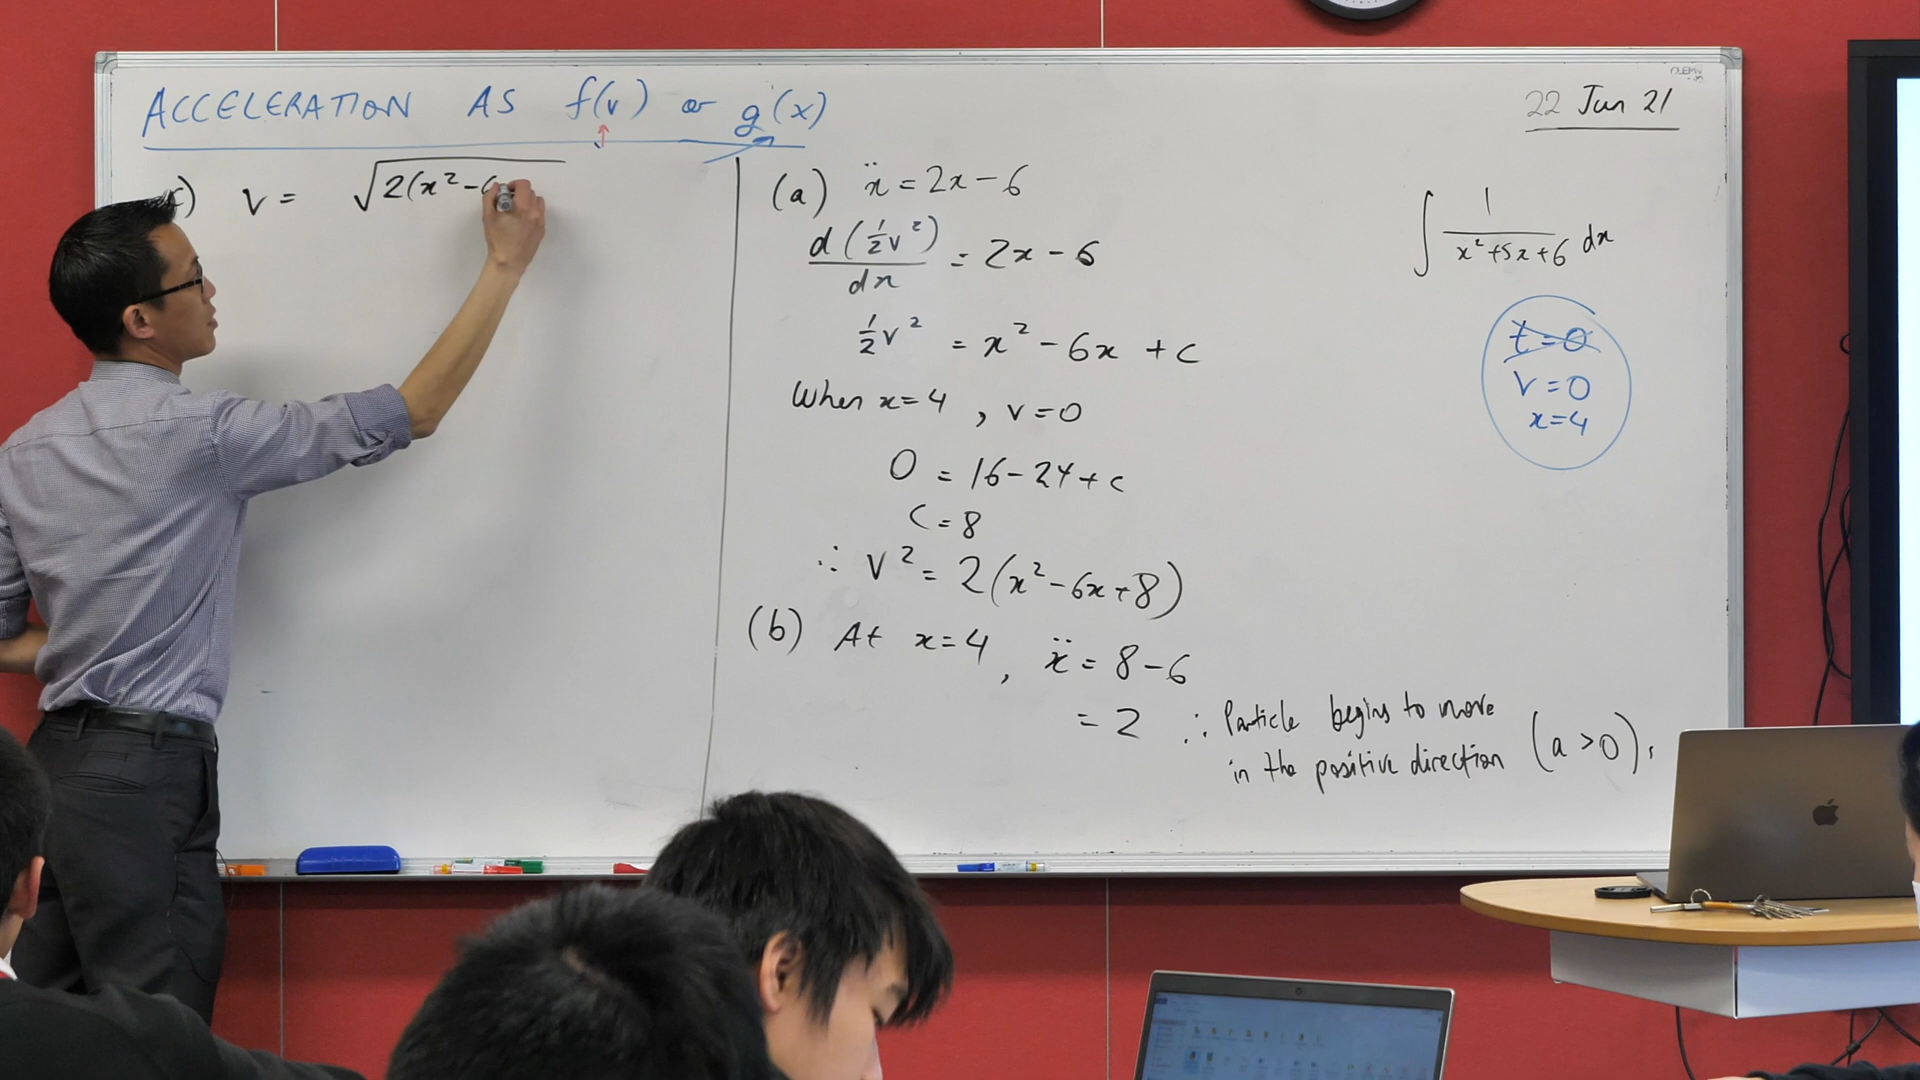 ACCELERATION AS f(v) or g(x)
22 Jun 21
c) v = √2(x² - 6
(a) ẍ = 2x - 6
d(½v²)/dx = 2x - 6
½v² = x² - 6x + c
When x=4, v=0
0 = 16 - 24 + c
c = 8
∴ v² = 2(x² - 6x + 8)
(b) At x=4, ẍ = 8 - 6
= 2 ∴ Particle begins to move
in the positive direction (a > 0).
∫ 1/(x² + 5x + 6) dx
t = 0
v = 0
x = 4